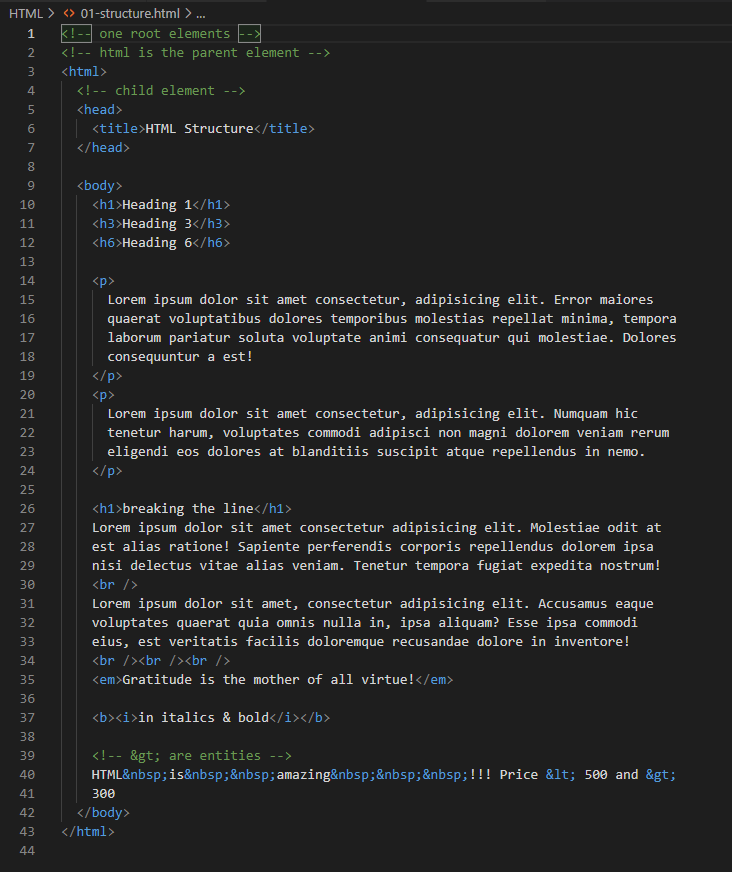 HTML > <> 01-structure.html > ...
1 <!-- one root elements -->
2 <!-- html is the parent element -->
3 <html>
4 <!-- child element -->
5 <head>
6 <title>HTML Structure</title>
7 </head>
8
9 <body>
10 <h1>Heading 1</h1>
11 <h3>Heading 3</h3>
12 <h6>Heading 6</h6>
13
14 <p>
15 Lorem ipsum dolor sit amet consectetur, adipisicing elit. Error maiores
16 quaerat voluptatibus dolores temporibus molestias repellat minima, tempora
17 laborum pariatur soluta voluptate animi consequatur qui molestiae. Dolores
18 consequuntur a est!
19 </p>
20 <p>
21 Lorem ipsum dolor sit amet consectetur, adipisicing elit. Numquam hic
22 tenetur harum, voluptates commodi adipisci non magni dolorem veniam rerum
23 eligendi eos dolores at blanditiis suscipit atque repellendus in nemo.
24 </p>
25
26 <h1>breaking the line</h1>
27 Lorem ipsum dolor sit amet consectetur adipisicing elit. Molestiae odit at
28 est alias ratione! Sapiente perferendis corporis repellendus dolorem ipsa
29 nisi delectus vitae alias veniam. Tenetur tempora fugiat expedita nostrum!
30 <br />
31 Lorem ipsum dolor sit amet, consectetur adipisicing elit. Accusamus eaque
32 voluptates quaerat quia omnis nulla in, ipsa aliquam? Esse ipsa commodi
33 eius, est veritatis facilis doloremque recusandae dolore in inventore!
34 <br /><br /><br />
35 <em>Gratitude is the mother of all virtue!</em>
36
37 <b><i>in italics & bold</i></b>
38
39 <!-- &gt; are entities -->
40 HTML&nbsp;is&nbsp;&nbsp;amazing&nbsp;&nbsp;&nbsp;!!! Price &lt; 500 and &gt;
41 300
42 </body>
43 </html>
44